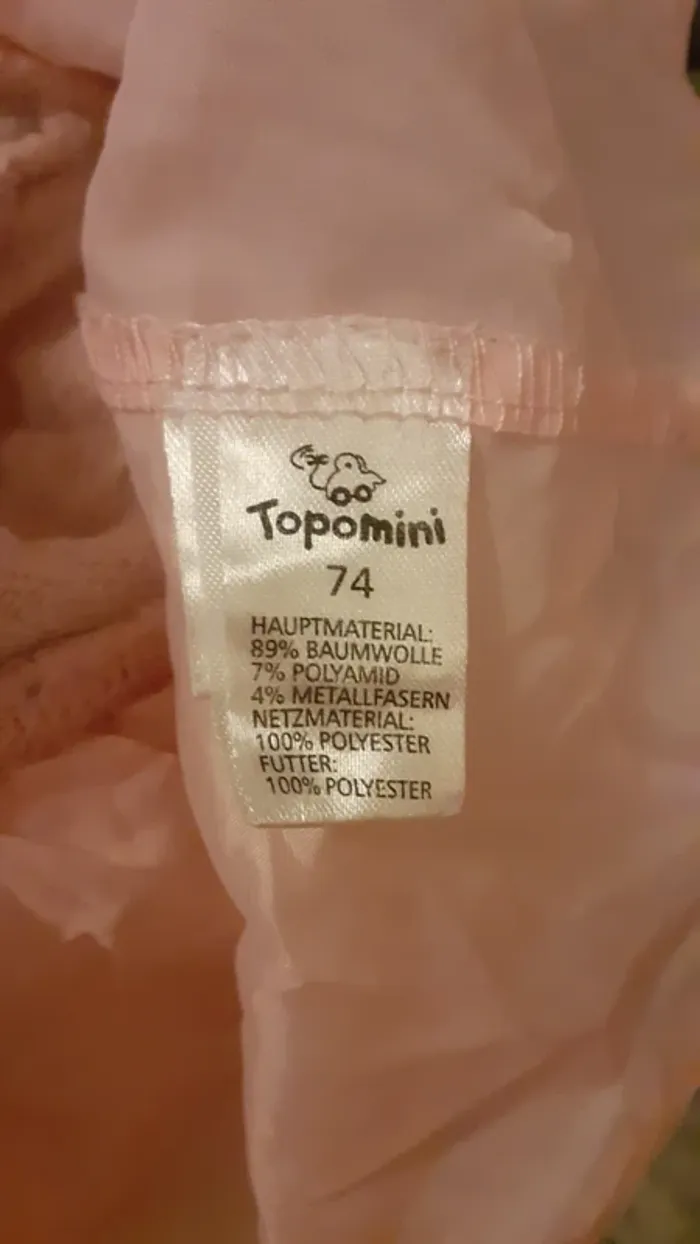 Topomini
74
HAUPTMATERIAL:
89% BAUMWOLLE
7% POLYAMID
4% METALLFASERN
NETZMATERIAL:
100% POLYESTER
FUTTER:
100% POLYESTER